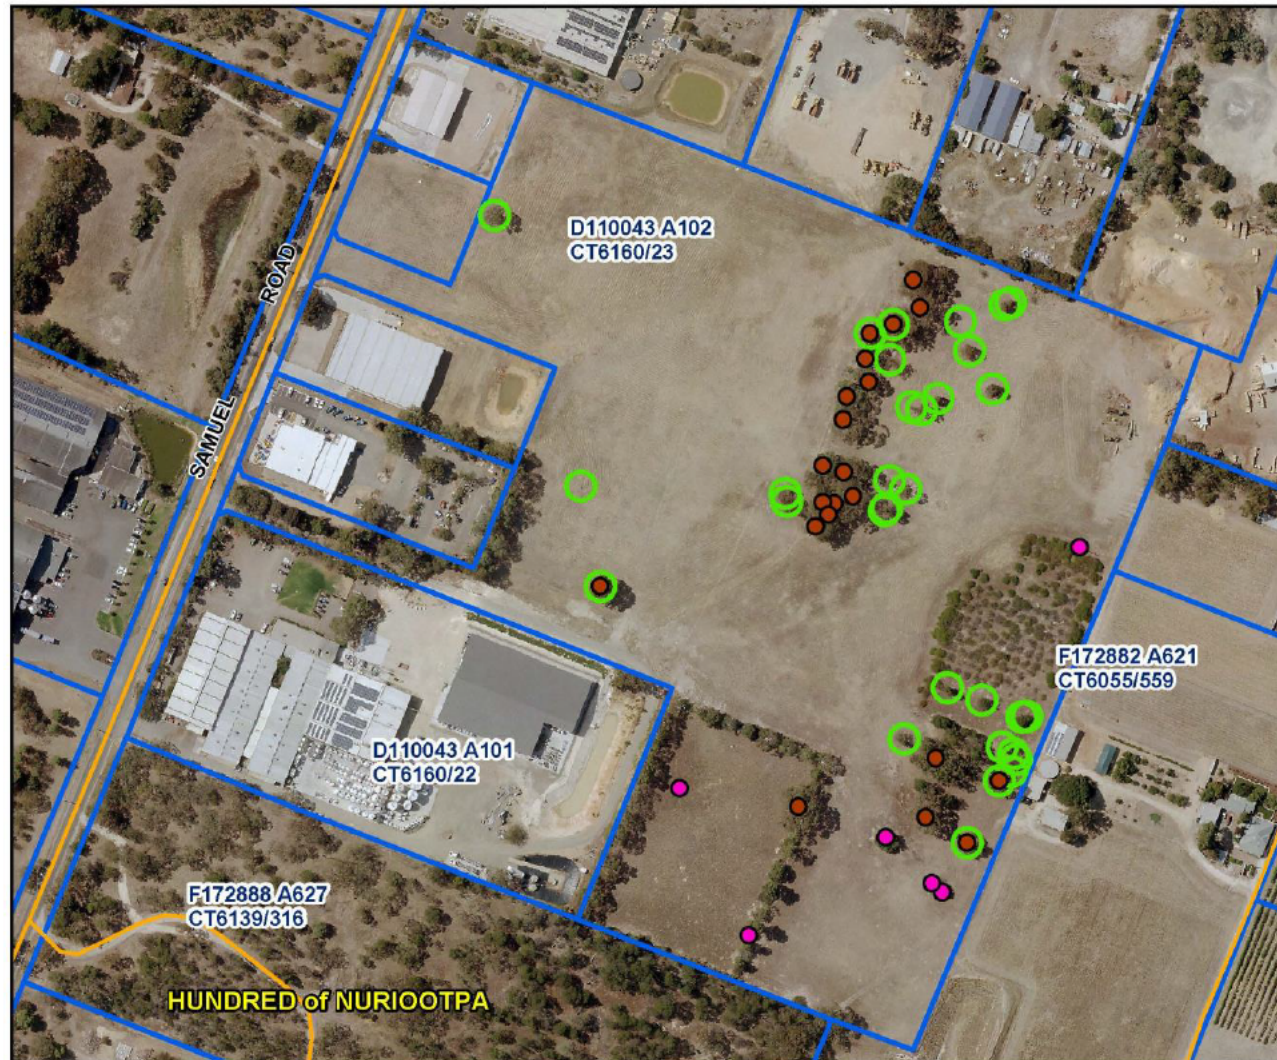 D110043 A102
CT6160/23
SAMUEL ROAD
F172882 A621
CT6055/559
D110043 A101
CT6160/22
F172888 A627
CT6139/316
HUNDRED of NURIOOTPA